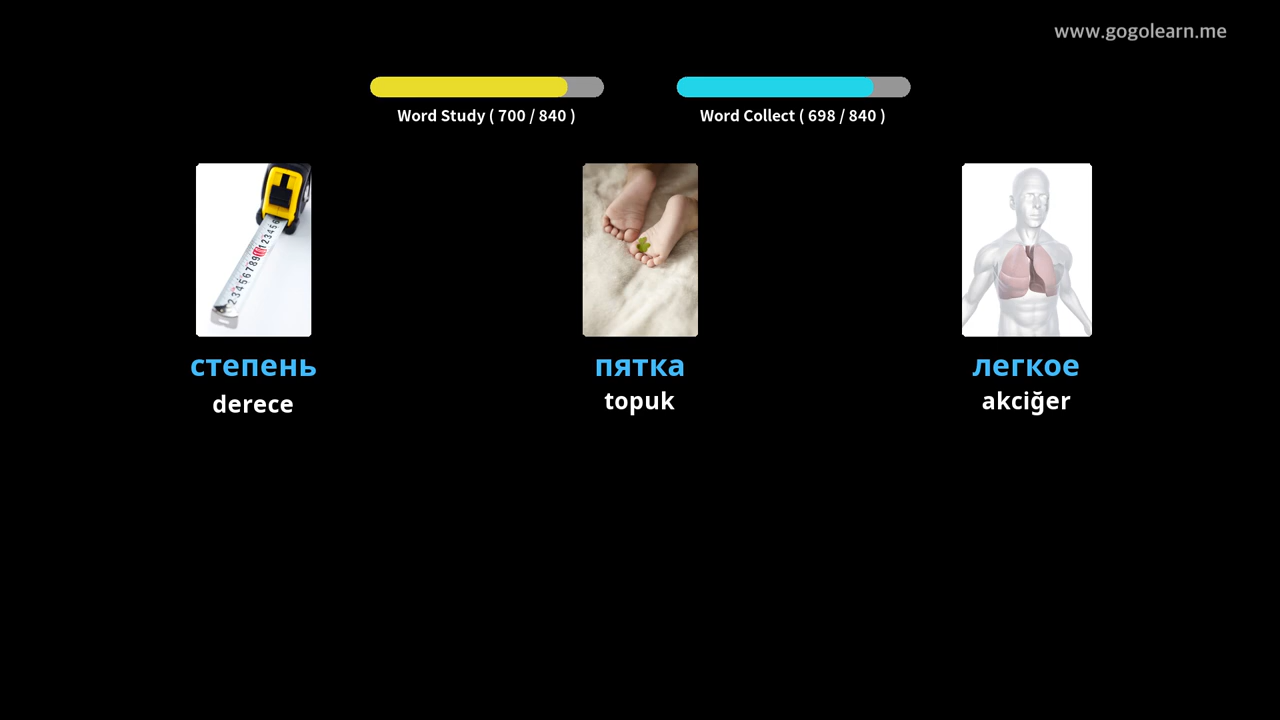 www.gogolearn.me
Word Study ( 700 / 840 )
Word Collect ( 698 / 840 )
степень
derece
пятка
topuk
легкое
akciğer